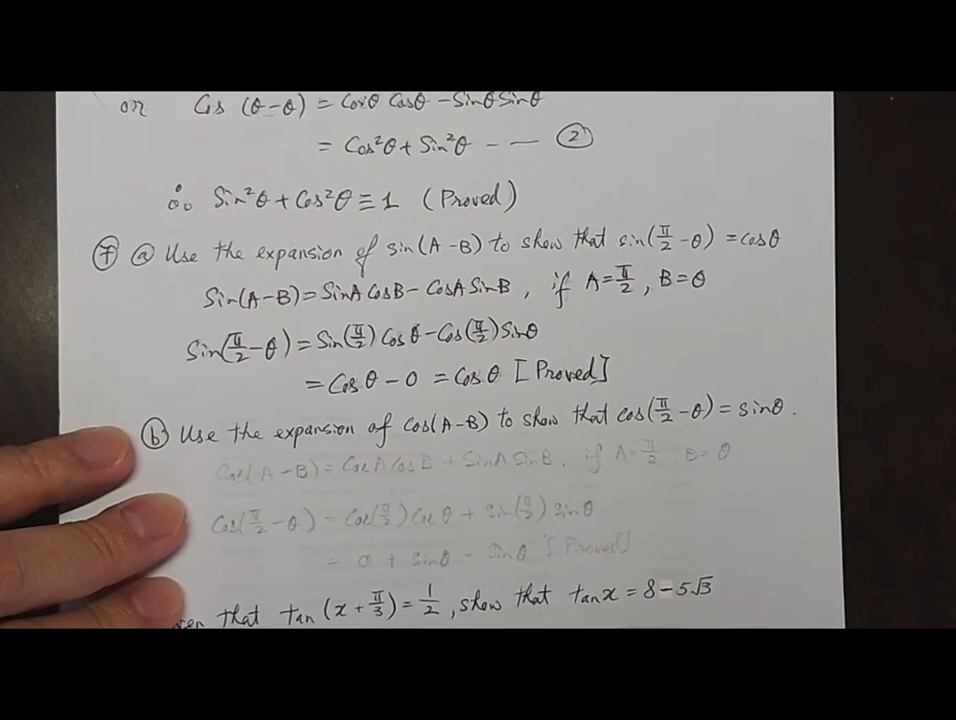 or Cos (θ-θ) = Cosθ Cosθ - Sinθ Sinθ
= Cos²θ + Sin²θ - — ②
∴ Sin²θ + Cos²θ ≡ 1 (Proved)
⑦ ⓐ Use the expansion of sin(A-B) to show that sin(π/2 - θ) = cosθ
Sin(A-B) = SinA CosB - CosA SinB, if A = π/2, B = θ
Sin(π/2 - θ) = Sin(π/2) Cosθ - Cos(π/2) Sinθ
= Cosθ - 0 = Cosθ [Proved]
ⓑ Use the expansion of Cos(A-B) to show that cos(π/2 - θ) = sinθ.
Cos(A-B) = CosA CosB + SinA SinB, if A = π/2 B = θ
Cos(π/2 - θ) = Cos(π/2) Cosθ + Sin(π/2) Sinθ
= 0 + sinθ = sinθ [Proved]
that tan (x + π/3) = 1/2, show that tan x = 8 - 5√3